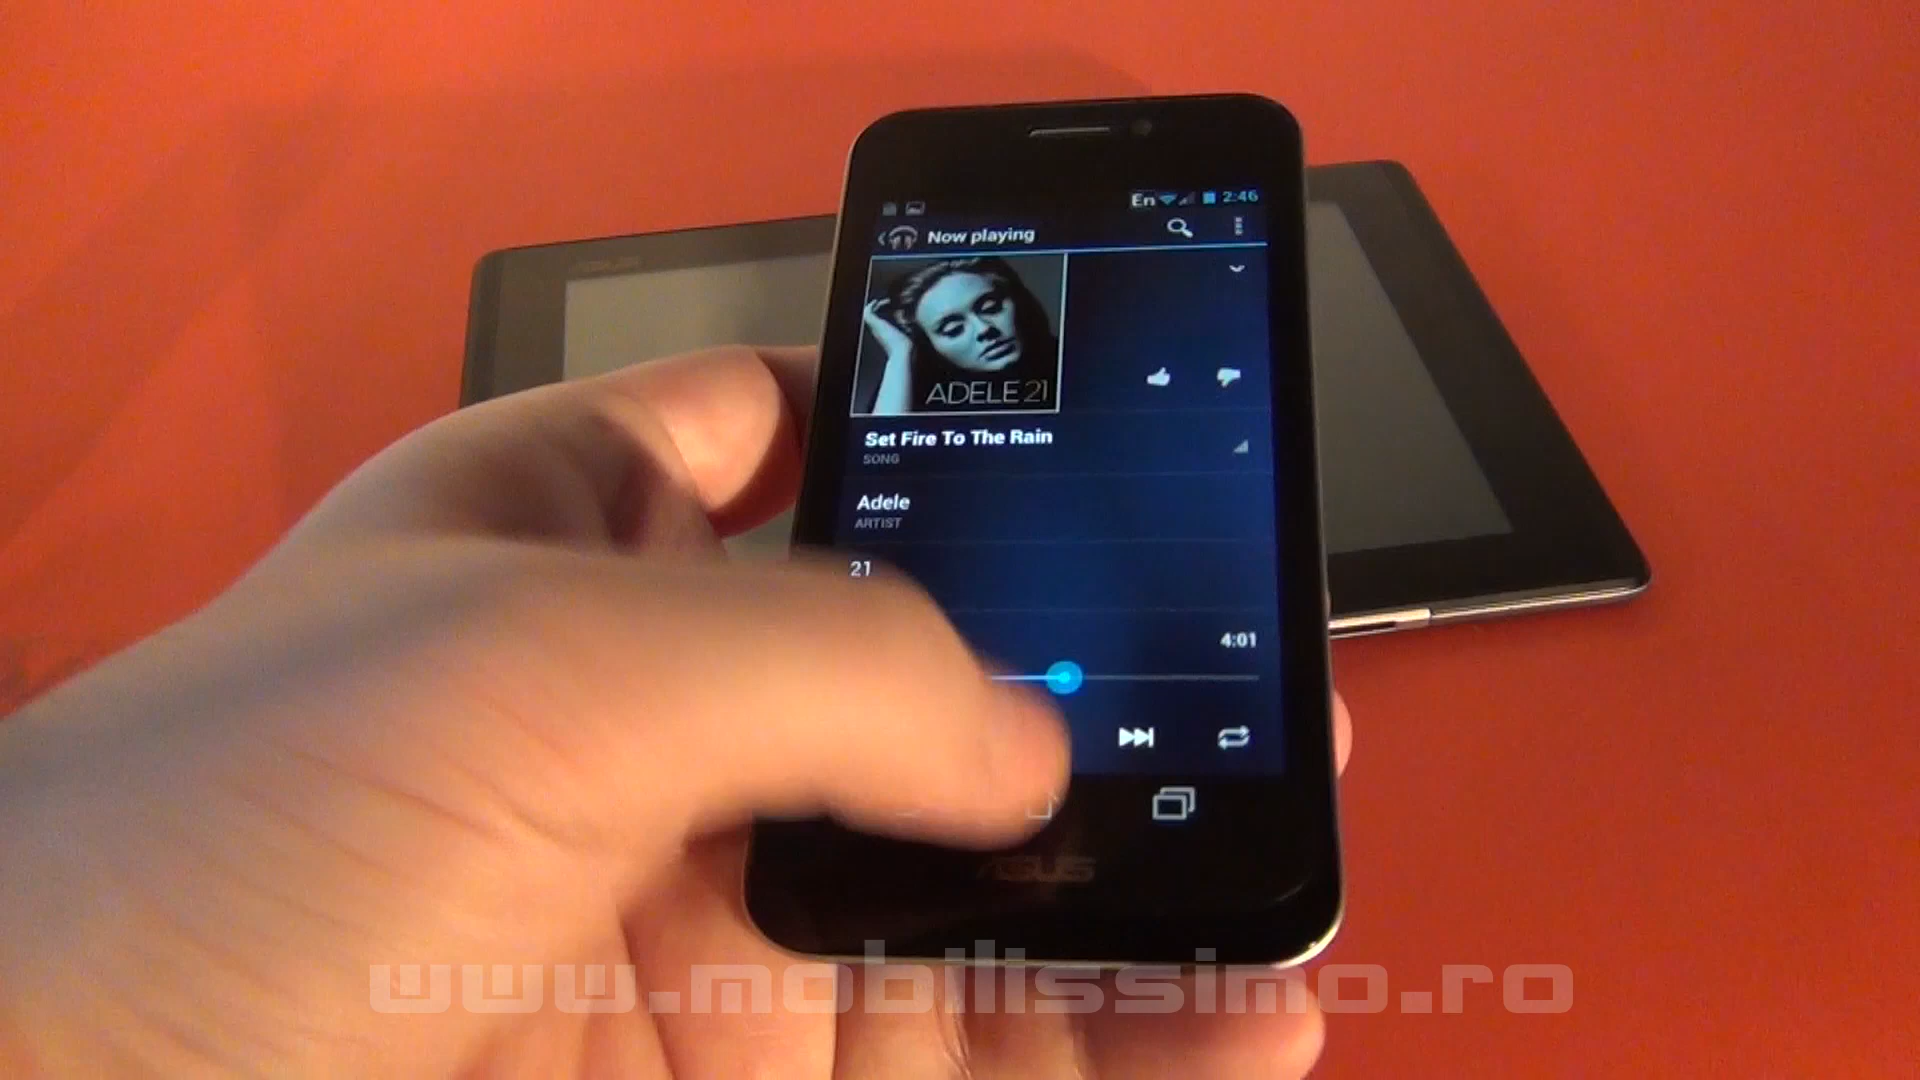 En 2:46
Now playing
ADELE 21
Set Fire To The Rain
SONG
Adele
ARTIST
21
4:01
ASUS
www.mobilissimo.ro